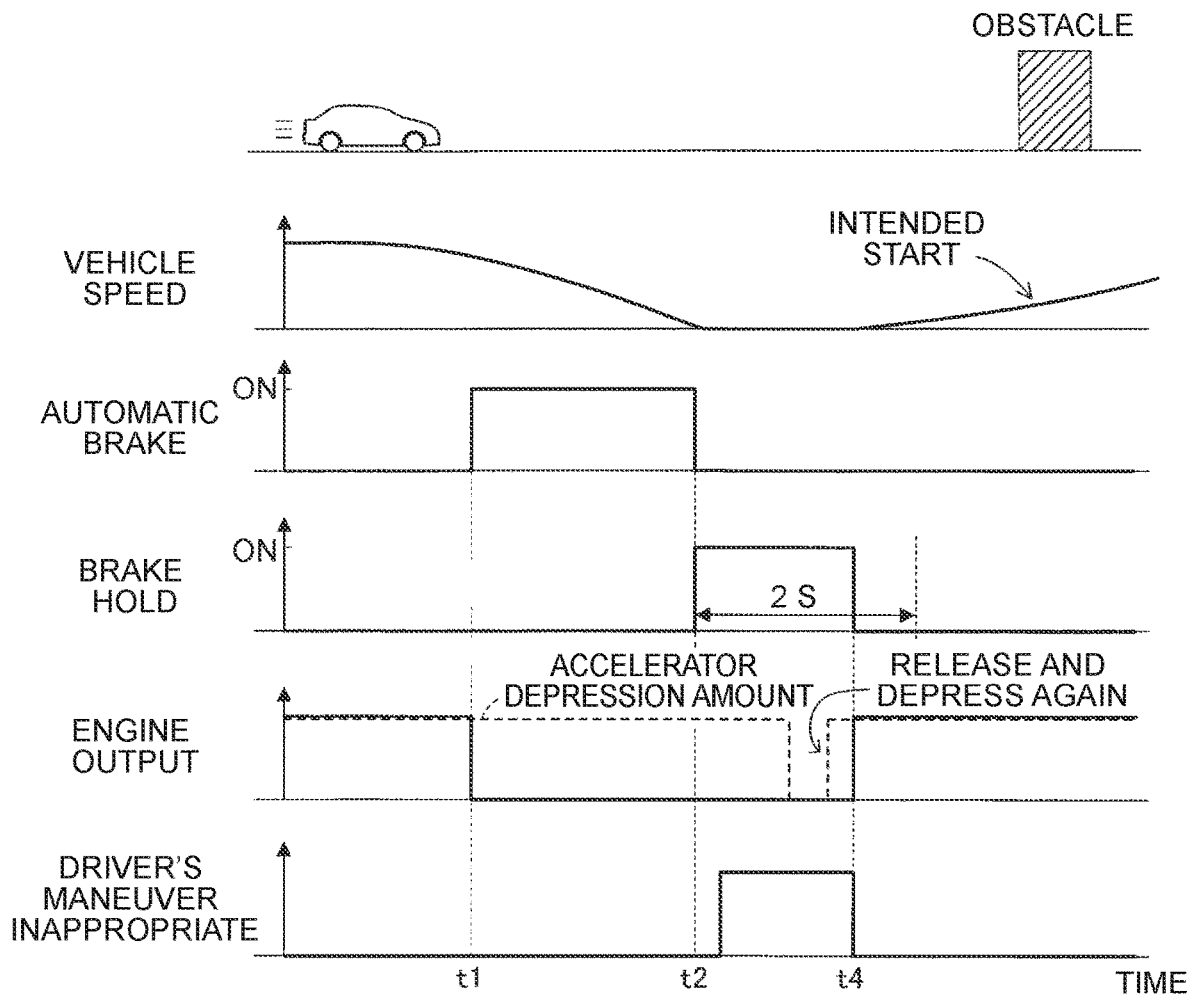 OBSTACLE
INTENDED
START
VEHICLE
SPEED
ON
AUTOMATIC
BRAKE
ON
BRAKE
HOLD
2 S
ACCELERATOR
DEPRESSION AMOUNT
RELEASE AND
DEPRESS AGAIN
ENGINE
OUTPUT
DRIVER'S
MANEUVER
INAPPROPRIATE
t1
t2
t4
TIME